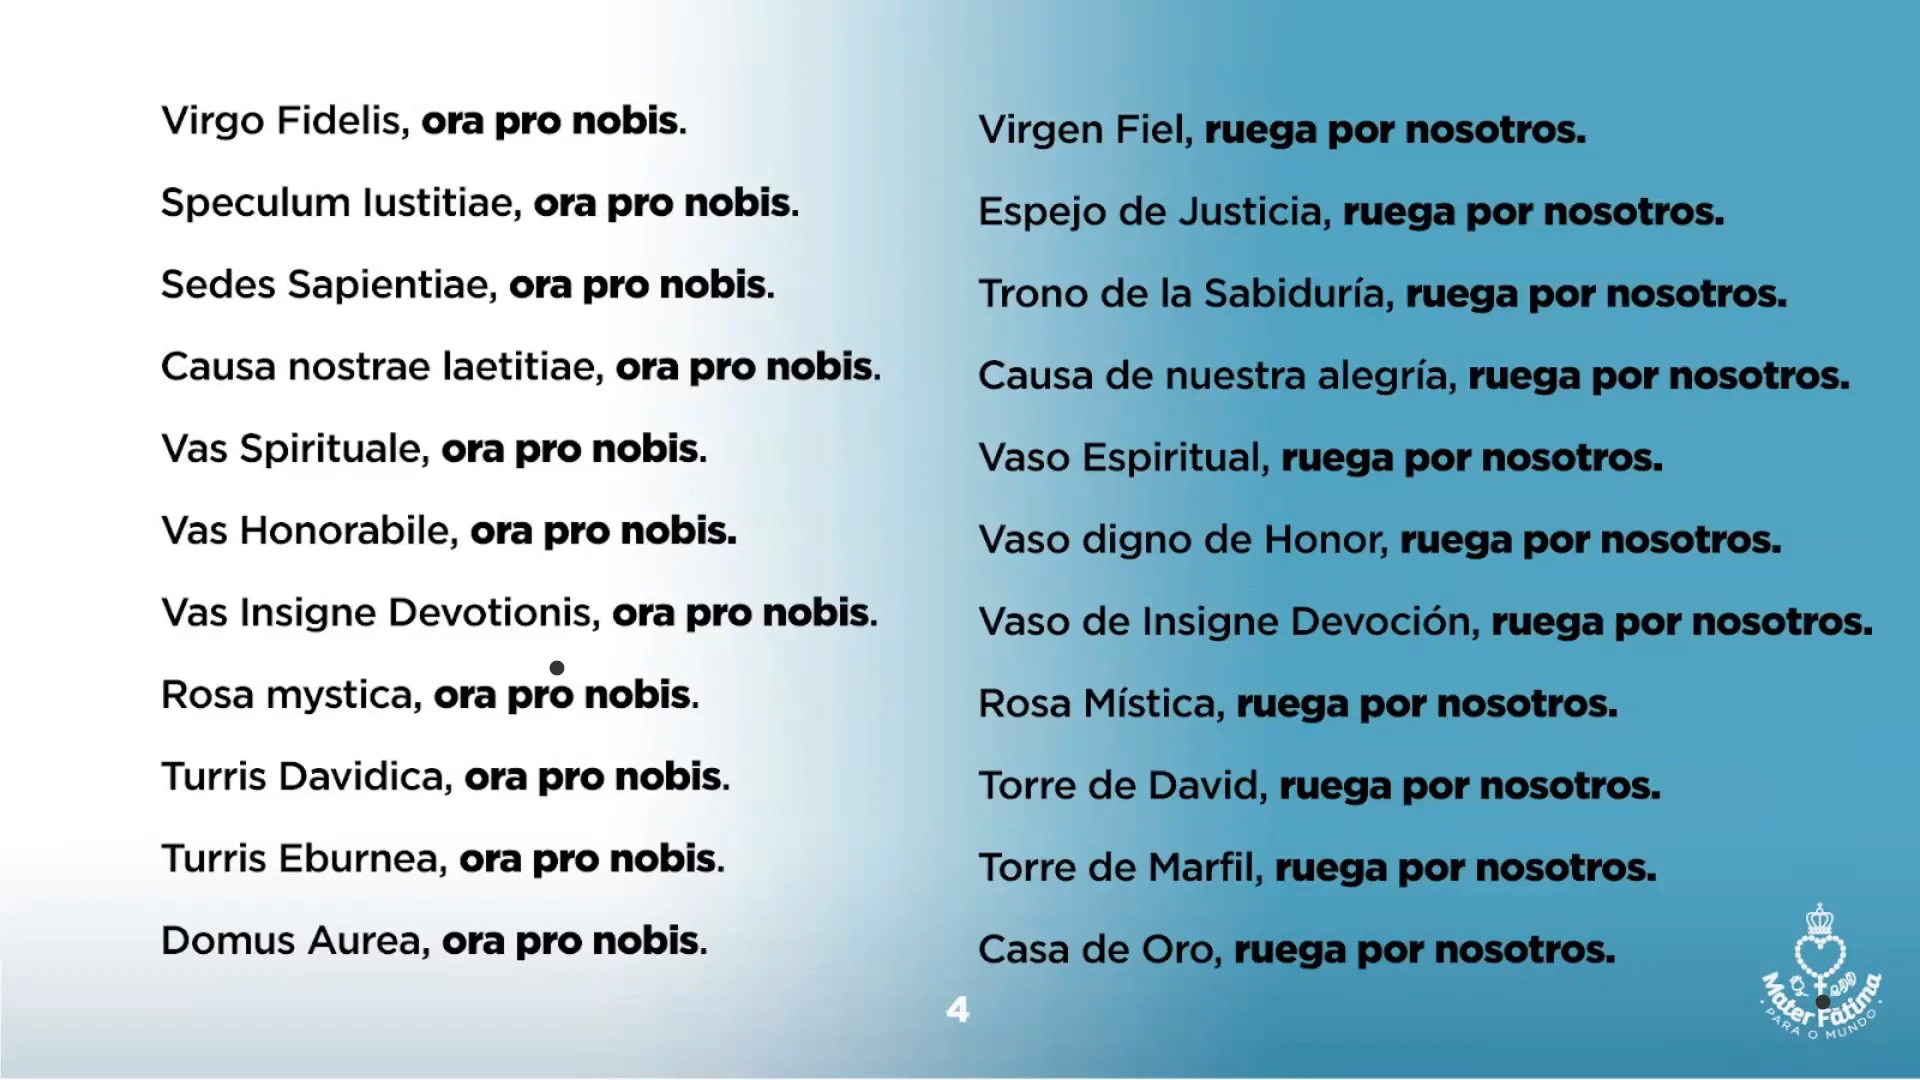 Virgo Fidelis, ora pro nobis.
Speculum Iustitiae, ora pro nobis.
Sedes Sapientiae, ora pro nobis.
Causa nostrae laetitiae, ora pro nobis.
Vas Spirituale, ora pro nobis.
Vas Honorabile, ora pro nobis.
Vas Insigne Devotionis, ora pro nobis.
Rosa mystica, ora pro nobis.
Turris Davidica, ora pro nobis.
Turris Eburnea, ora pro nobis.
Domus Aurea, ora pro nobis.
Virgen Fiel, ruega por nosotros.
Espejo de Justicia, ruega por nosotros.
Trono de la Sabiduría, ruega por nosotros.
Causa de nuestra alegría, ruega por nosotros.
Vaso Espiritual, ruega por nosotros.
Vaso digno de Honor, ruega por nosotros.
Vaso de Insigne Devoción, ruega por nosotros.
Rosa Mística, ruega por nosotros.
Torre de David, ruega por nosotros.
Torre de Marfil, ruega por nosotros.
Casa de Oro, ruega por nosotros.
4
Mater Fátima
PARA O MUNDO